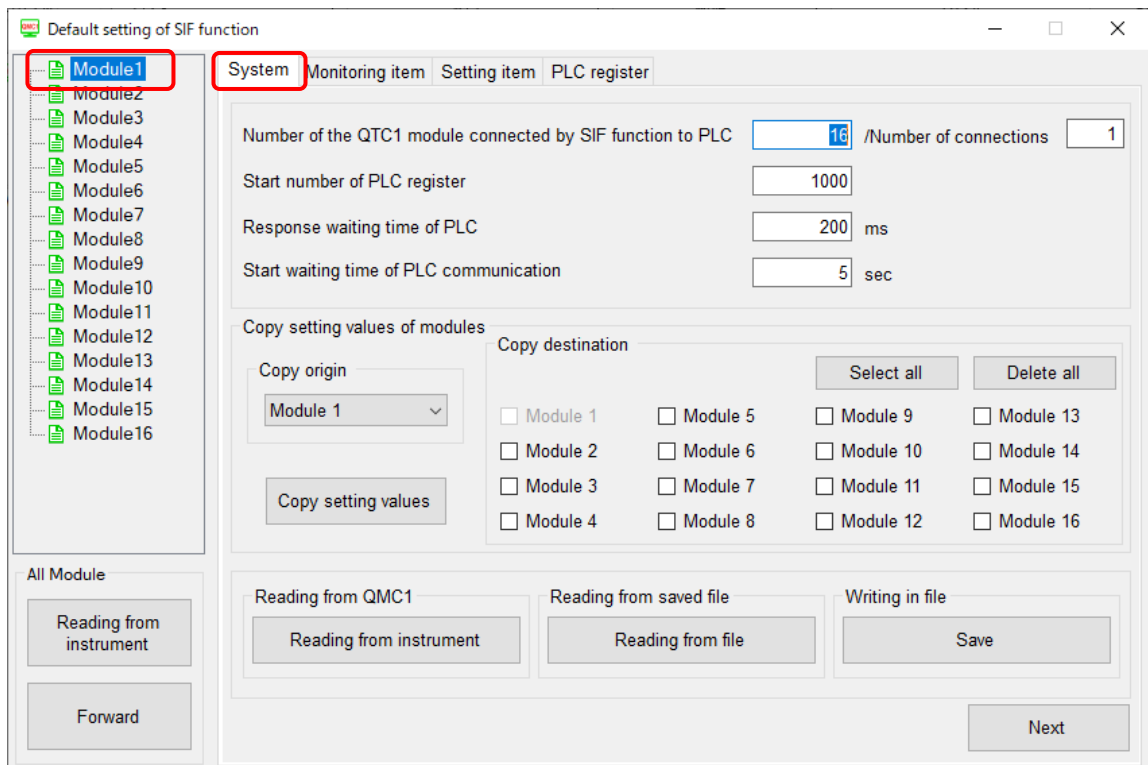 QMC1 Default setting of SIF function
Module1
Module2
Module3
Module4
Module5
Module6
Module7
Module8
Module9
Module10
Module11
Module12
Module13
Module14
Module15
Module16
All Module
Reading from
instrument
Forward
System Monitoring item Setting item PLC register
Number of the QTC1 module connected by SIF function to PLC 16 /Number of connections 1
Start number of PLC register 1000
Response waiting time of PLC 200 ms
Start waiting time of PLC communication 5 sec
Copy setting values of modules
Copy origin
Module 1
Copy setting values
Copy destination
Select all Delete all
Module 1 Module 5 Module 9 Module 13
Module 2 Module 6 Module 10 Module 14
Module 3 Module 7 Module 11 Module 15
Module 4 Module 8 Module 12 Module 16
Reading from QMC1 Reading from saved file Writing in file
Reading from instrument Reading from file Save
Next